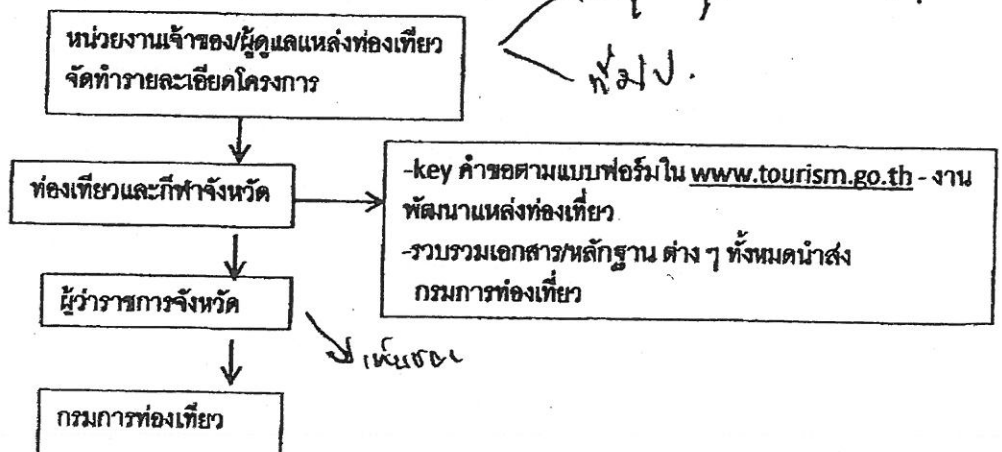 หน่วยงานเจ้าของ/ผู้ดูแลแหล่งท่องเที่ยว
จัดทำรายละเอียดโครงการ
ท่องเที่ยวและกีฬาจังหวัด
-key คำขอตามแบบฟอร์มใน www.tourism.go.th - งาน
พัฒนาแหล่งท่องเที่ยว
-รวบรวมเอกสาร/หลักฐาน ต่าง ๆ ทั้งหมดนำส่ง
กรมการท่องเที่ยว
ผู้ว่าราชการจังหวัด
กรมการท่องเที่ยว